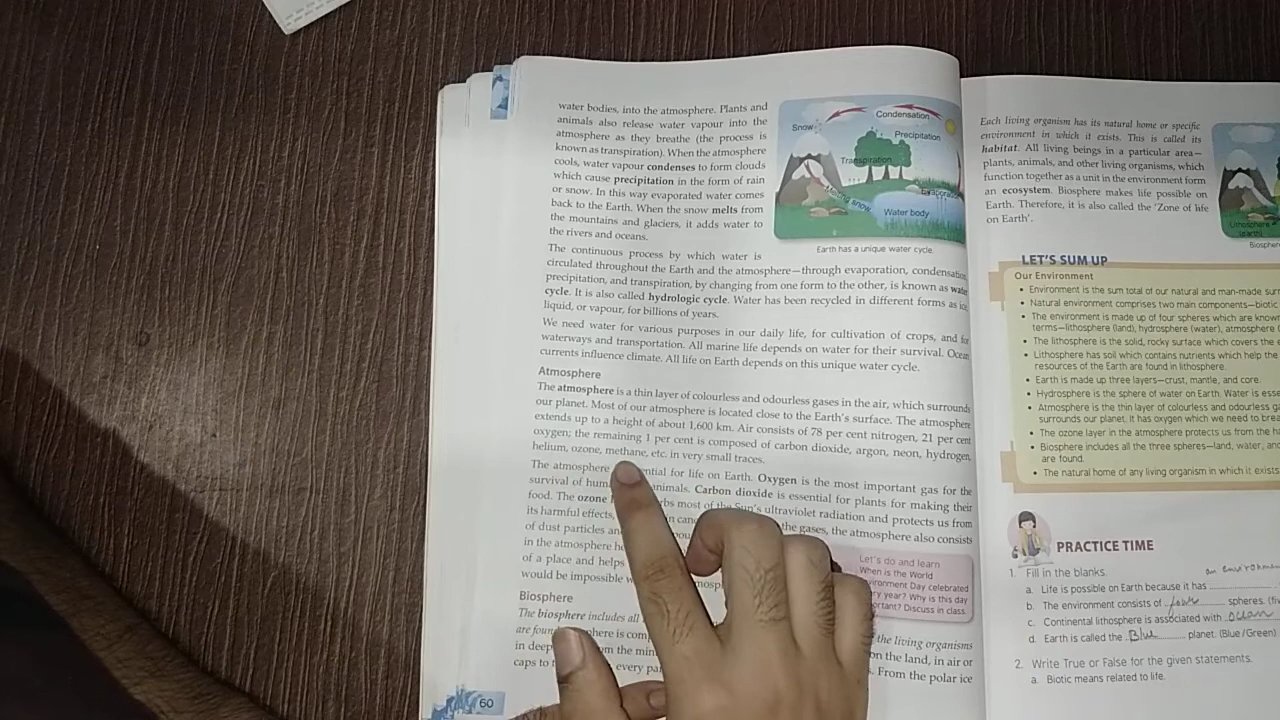 water bodies, into the atmosphere. Plants and
animals also release water vapour into the
atmosphere as they breathe (the process is
known as transpiration). When the atmosphere
cools, water vapour condenses to form clouds
which cause precipitation in the form of rain
or snow. In this way evaporated water comes
back to the Earth. When the snow melts from
the mountains and glaciers, it adds water to
the rivers and oceans.
Condensation
Snow
Precipitation
Transpiration
Melting snow
Water body
Earth has a unique water cycle.
The continuous process by which water is
circulated throughout the Earth and the atmosphere—through evaporation, condensation,
precipitation, and transpiration, by changing from one form to the other, is known as
cycle. It is also called hydrologic cycle. Water has been recycled in different forms as
liquid, or vapour, for billions of years.
We need water for various purposes in our daily life, for cultivation of crops, and
waterways and transportation. All marine life depends on water for their survival. Ocean
currents influence climate. All life on Earth depends on this unique water cycle.
Atmosphere
The atmosphere is a thin layer of colourless and odourless gases in the air, which surrounds
our planet. Most of our atmosphere is located close to the Earth's surface. The atmosphere
extends up to a height of about 1,600 km. Air consists of 78 per cent nitrogen, 21 per cent
oxygen; the remaining 1 per cent is composed of carbon dioxide, argon, neon, hydrogen,
helium, ozone, methane, etc. in very small traces.
The atmosphere for life on Earth. Oxygen is the most important gas for the
survival of animals. Carbon dioxide is essential for plants for making their
food. The ozone most of the Sun's ultraviolet radiation and protects us from
its harmful effects, the gases, the atmosphere also consists
of dust particles
in the atmosphere
of a place and helps
would be impossible
Let's do and learn
When is the World
Environment Day celebrated
year? Why is this day
Discuss in class.
Biosphere
The biosphere includes all the living organisms
are on the land, in air or
in From the polar ice
caps to every
60
Each living organism has its natural home or specific
environment in which it exists. This is called its
habitat. All living beings in a particular area—
plants, animals, and other living organisms, which
function together as a unit in the environment form
an ecosystem. Biosphere makes life possible on
Earth. Therefore, it is also called the 'Zone of life
on Earth'.
Lithosphere
(earth)
LET'S SUM UP
Our Environment
• Environment is the sum total of our natural and man-made
• Natural environment comprises two main components—biotic
• The environment is made up of four spheres which are known
terms—lithosphere (land), hydrosphere (water), atmosphere
• The lithosphere is the solid, rocky surface which covers the
• Lithosphere has soil which contains nutrients which help the
resources of the Earth are found in lithosphere.
• Earth is made up three layers—crust, mantle, and core.
• Hydrosphere is the sphere of water on Earth. Water is
• Atmosphere is the thin layer of colourless and odourless
surrounds our planet. It has oxygen which we need to
• The ozone layer in the atmosphere protects us from the
• Biosphere includes all the three spheres—land, water,
are found.
• The natural home of any living organism in which it exists
PRACTICE TIME
1. Fill in the blanks.
a. Life is possible on Earth because it has an
b. The environment consists of four spheres.
c. Continental lithosphere is associated with ocean
d. Earth is called the Blue planet. (Blue/Green)
2. Write True or False for the given statements.
a. Biotic means related to life.